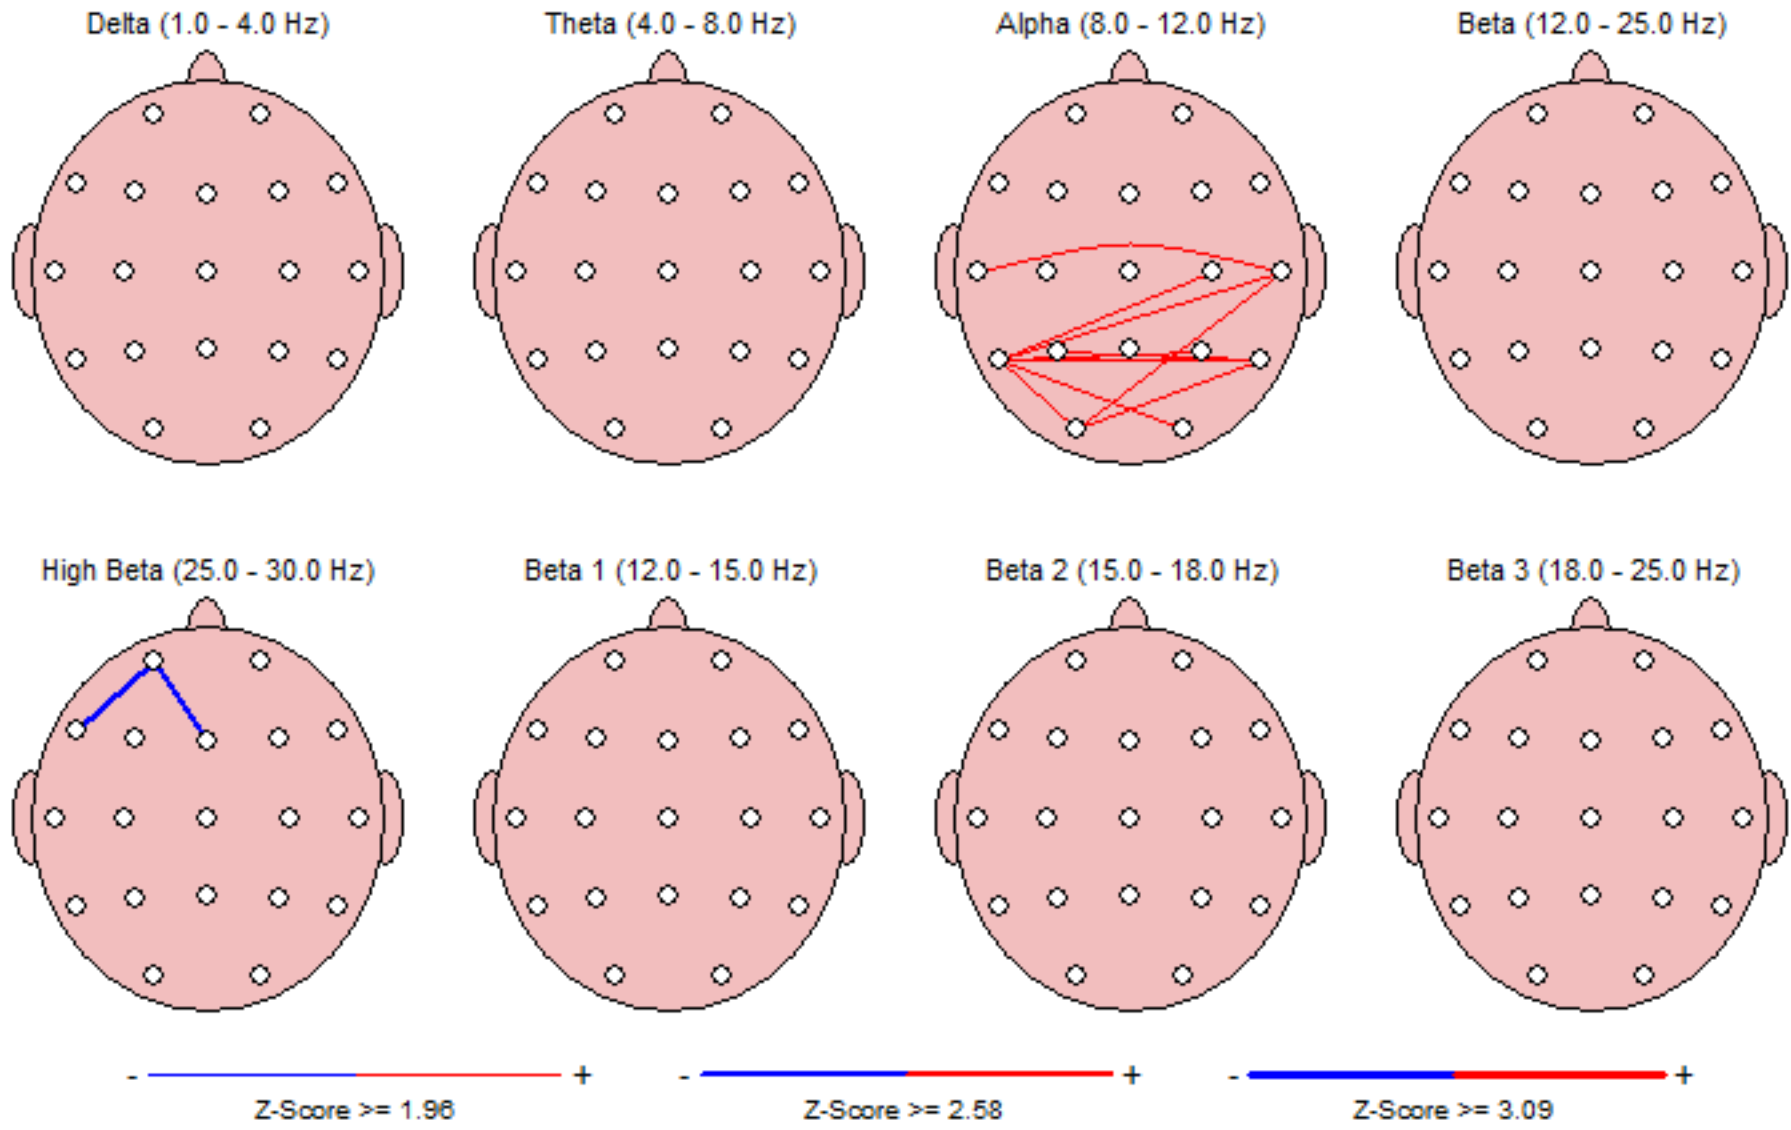 Delta (1.0 - 4.0 Hz)
Theta (4.0 - 8.0 Hz)
Alpha (8.0 - 12.0 Hz)
Beta (12.0 - 25.0 Hz)
High Beta (25.0 - 30.0 Hz)
Beta 1 (12.0 - 15.0 Hz)
Beta 2 (15.0 - 18.0 Hz)
Beta 3 (18.0 - 25.0 Hz)
- +
- +
- +
Z-Score >= 1.96
Z-Score >= 2.58
Z-Score >= 3.09